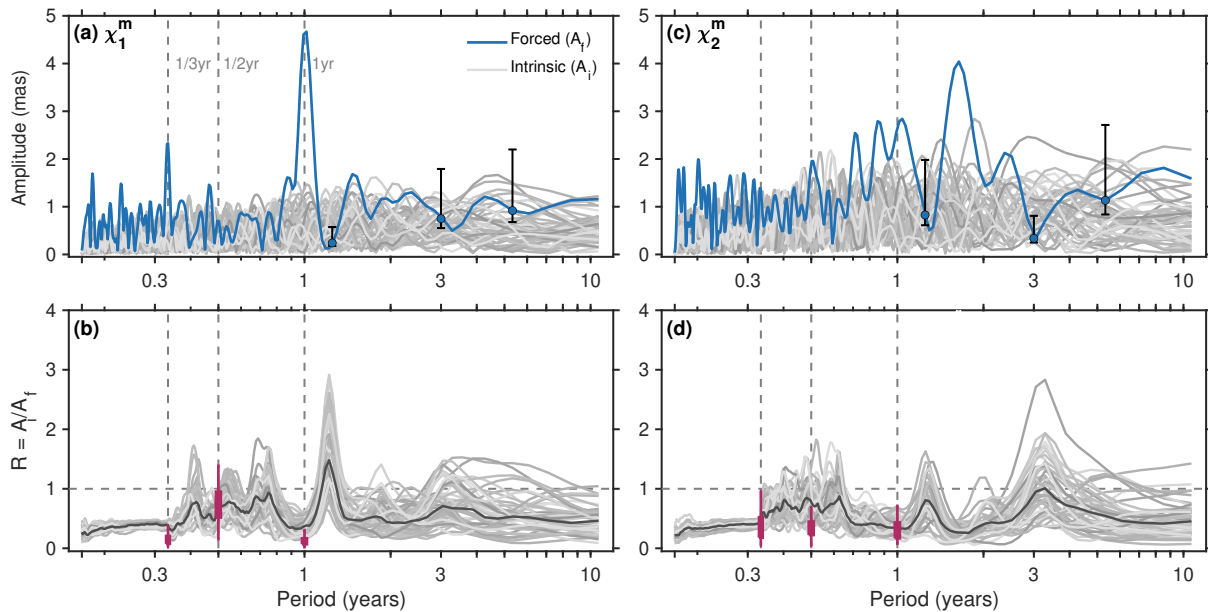 (a) χ₁ᵐ
1/3yr
1/2yr
1yr
Forced (A_f)
Intrinsic (A_i)
Amplitude (mas)
5
4
3
2
1
0
0.3 1 3 10
(c) χ₂ᵐ
5
4
3
2
1
0
0.3 1 3 10
(b)
R = A_i/A_f
4
3
2
1
0
0.3 1 3 10
Period (years)
(d)
4
3
2
1
0
0.3 1 3 10
Period (years)